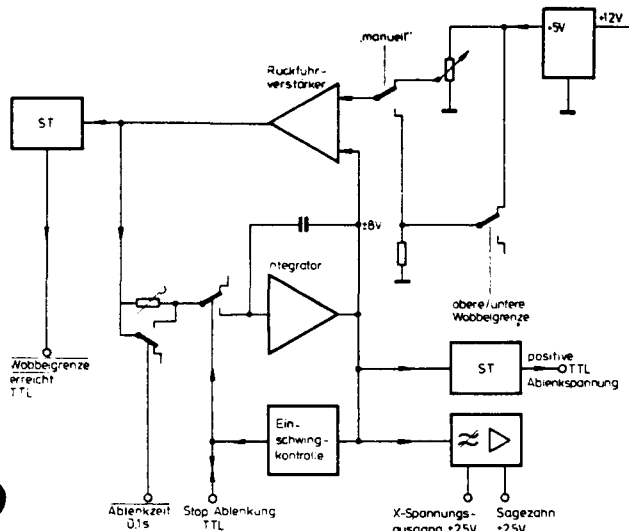 +12V
+5V
„manuell"
Rückführ-
verstärker
ST
±8V
ntegrator
obere/untere
Wobbelgrenze
Wobbelgrenze
erreicht
TTL
ST
positive
TTL
Ablenkspannung
Ein-
schwing-
kontrolle
Ablenkzeit
0,1s
Stop Ablenkung
TTL
X-Spannungs-
ausgang ±2,5V
Sägezahn
±2,5V